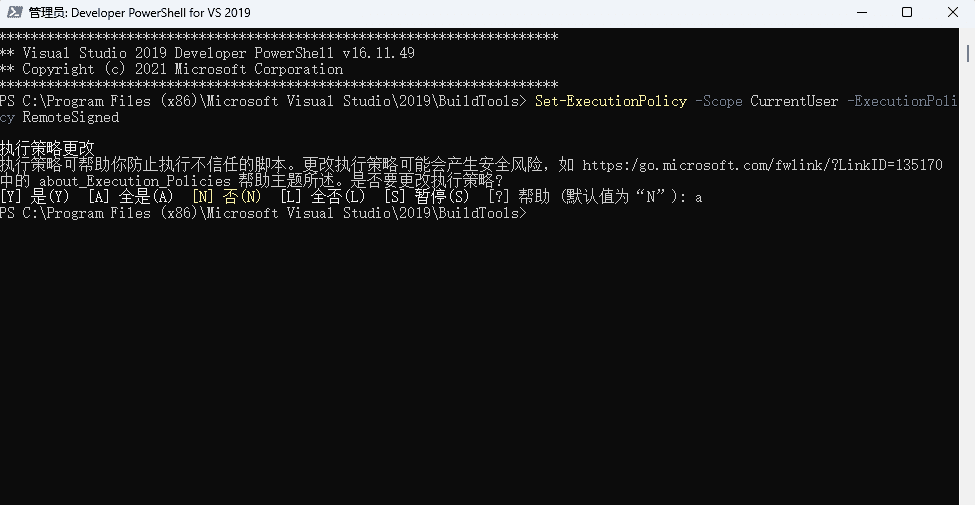 管理员: Developer PowerShell for VS 2019
**********************************************************************
** Visual Studio 2019 Developer PowerShell v16.11.49
** Copyright (c) 2021 Microsoft Corporation
**********************************************************************
PS C:\Program Files (x86)\Microsoft Visual Studio\2019\BuildTools> Set-ExecutionPolicy -Scope CurrentUser -ExecutionPoli
cy RemoteSigned
执行策略更改
执行策略可帮助你防止执行不信任的脚本。更改执行策略可能会产生安全风险，如 https:/go.microsoft.com/fwlink/?LinkID=135170
中的 about_Execution_Policies 帮助主题所述。是否要更改执行策略?
[Y] 是(Y)  [A] 全是(A)  [N] 否(N)  [L] 全否(L)  [S] 暂停(S)  [?] 帮助 (默认值为“N”): a
PS C:\Program Files (x86)\Microsoft Visual Studio\2019\BuildTools>